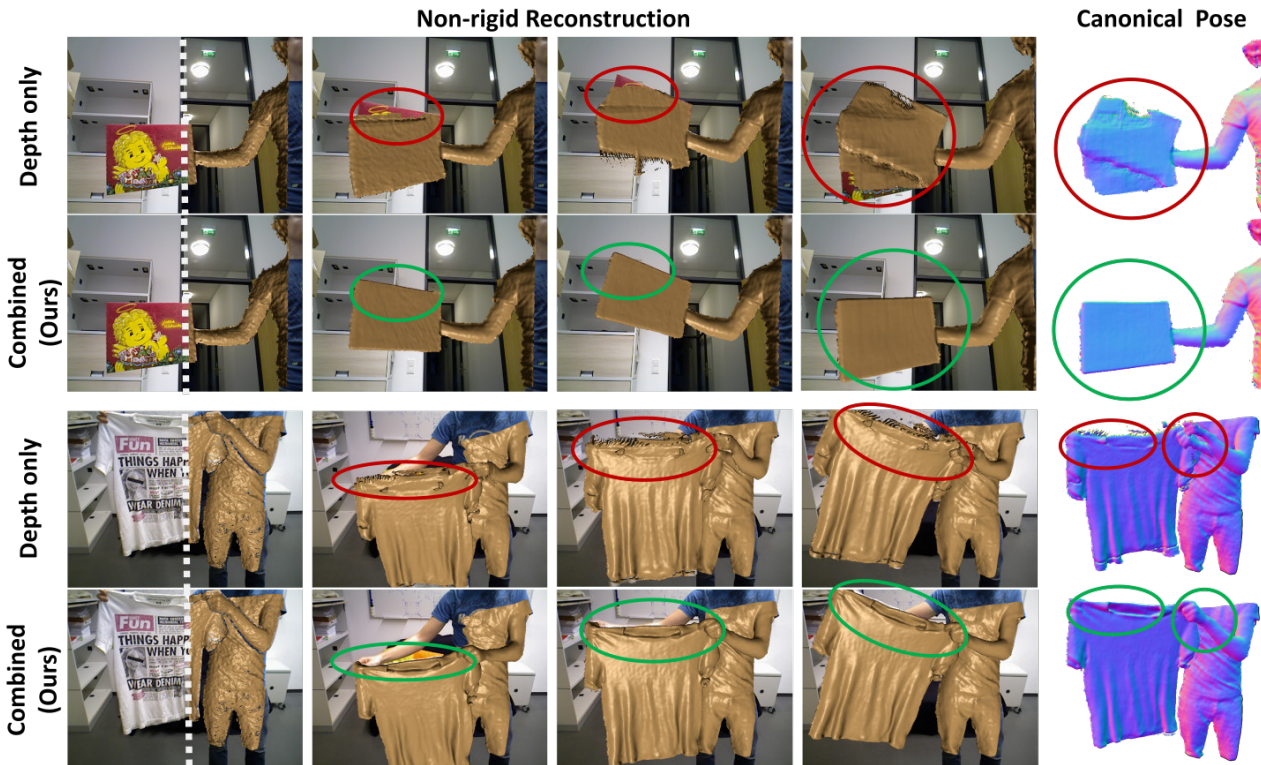 Non-rigid Reconstruction
Canonical Pose
Depth only
Combined
(Ours)
Depth only
Fun
THINGS HAPP
WHEN Y
WEAR DENIM
Combined
(Ours)
Fun
THINGS HAPP
WHEN Y
WEAR DENIM